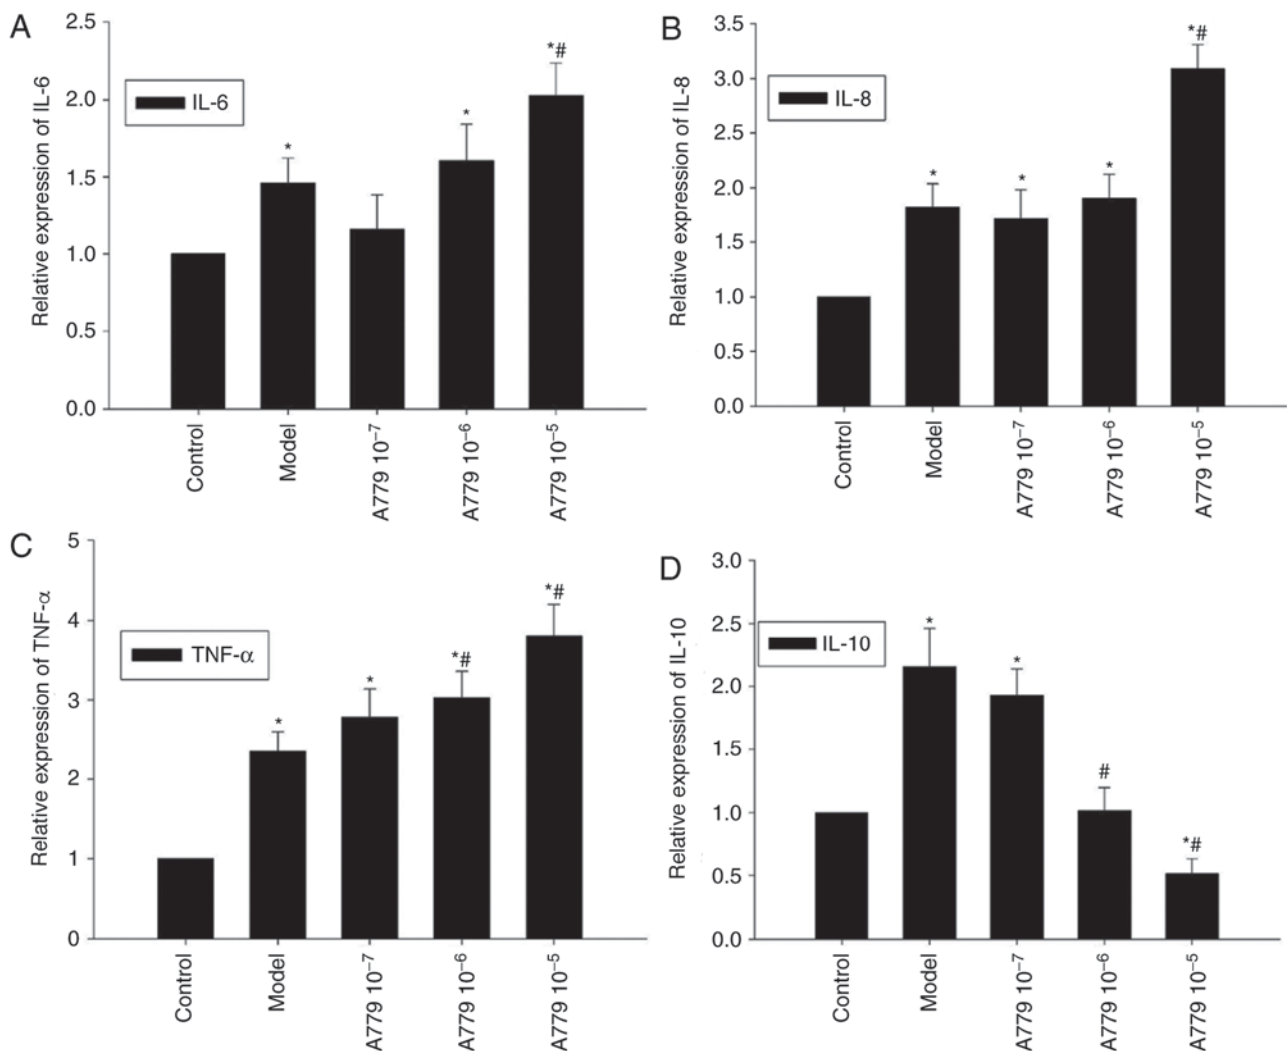 A
Relative expression of IL-6
2.5
2.0
1.5
1.0
0.5
0.0
IL-6
*
*
*#
Control
Model
A779 10⁻⁷
A779 10⁻⁶
A779 10⁻⁵
B
Relative expression of IL-8
3.5
3.0
2.5
2.0
1.5
1.0
0.5
0.0
IL-8
*
*
*
*#
Control
Model
A779 10⁻⁷
A779 10⁻⁶
A779 10⁻⁵
C
Relative expression of TNF-α
5
4
3
2
1
0
TNF-α
*
*
*#
*#
Control
Model
A779 10⁻⁷
A779 10⁻⁶
A779 10⁻⁵
D
Relative expression of IL-10
3.0
2.5
2.0
1.5
1.0
0.5
0.0
IL-10
*
*
#
*#
Control
Model
A779 10⁻⁷
A779 10⁻⁶
A779 10⁻⁵